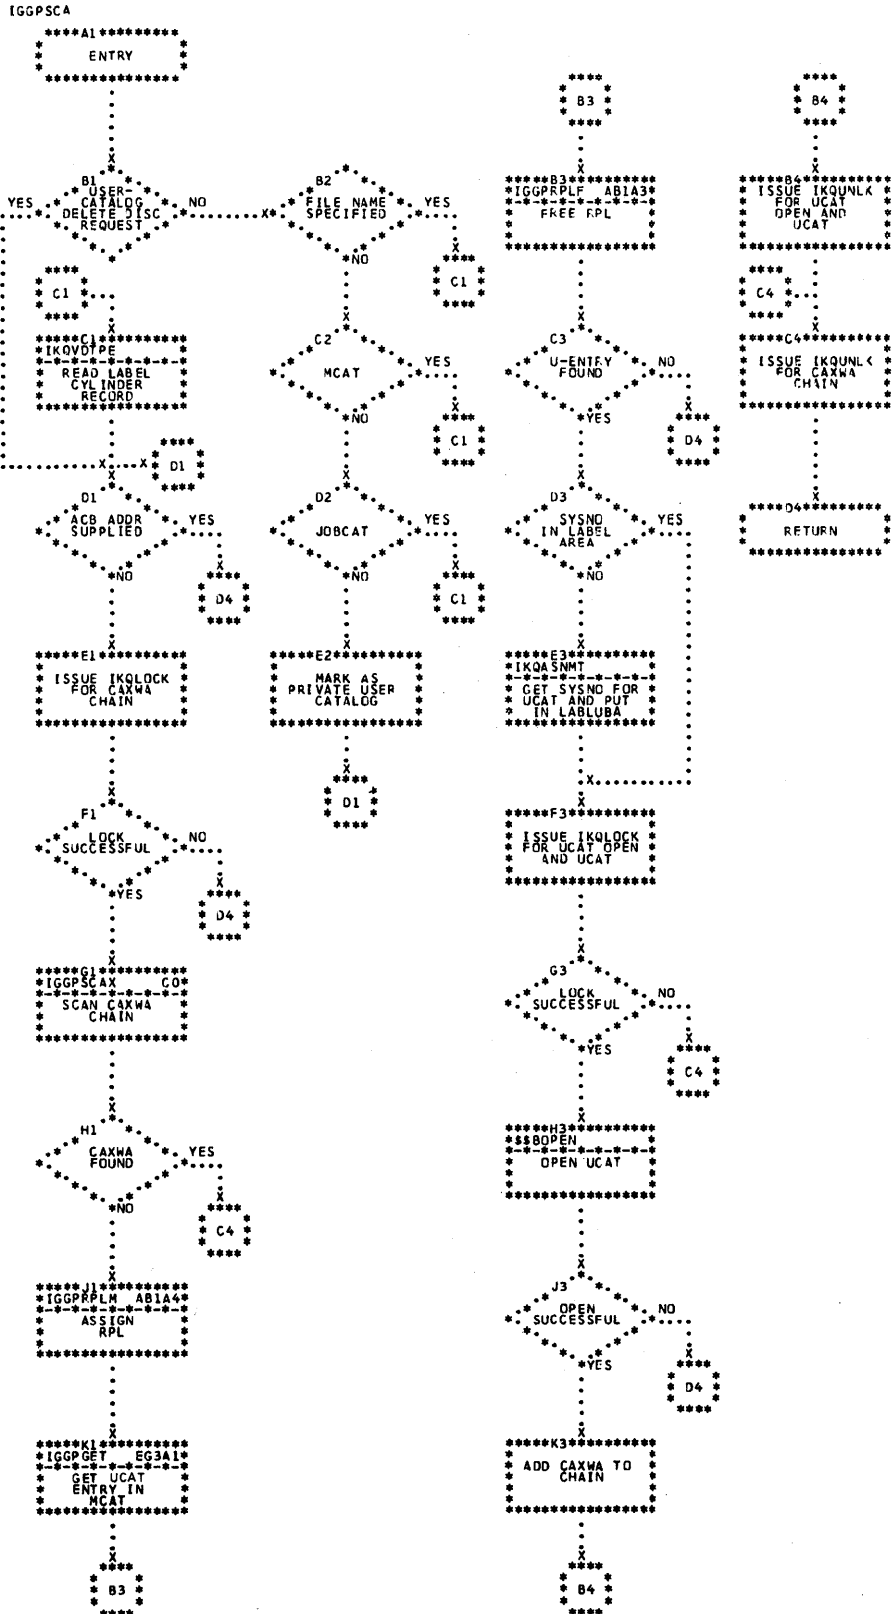 IGGPSCA
A1
ENTRY
B1
USER-
CATALOG
DELETE DISC
REQUEST
YES
NO
C1
C1
IKQVDTPE
READ LABEL
CYLINDER
RECORD
D1
D1
ACB ADDR
SUPPLIED
YES
NO
D4
E1
ISSUE IKQLOCK
FOR CAXWA
CHAIN
F1
LOCK
SUCCESSFUL
NO
YES
D4
G1
IGGPSCAX CO
SCAN CAXWA
CHAIN
H1
CAXWA
FOUND
YES
NO
C4
J1
IGGPRPLM AB1A4
ASSIGN
RPL
K1
IGGPGET EG3A1
GET UCAT
ENTRY IN
MCAT
B3
B2
FILE NAME
SPECIFIED
YES
NO
C1
C2
MCAT
YES
NO
C1
D2
JOBCAT
YES
NO
C1
E2
MARK AS
PRIVATE USER
CATALOG
D1
B3
B3
IGGPRPLF AB1A3
FREE RPL
C3
U-ENTRY
FOUND
NO
YES
D4
D3
SYSNO
IN LABEL
AREA
YES
NO
E3
IKQASNMT
GET SYSNO FOR
UCAT AND PUT
IN LABLUBA
F3
ISSUE IKQLOCK
FOR UCAT OPEN
AND UCAT
G3
LOCK
SUCCESSFUL
NO
YES
C4
H3
$$BOPEN
OPEN UCAT
J3
OPEN
SUCCESSFUL
NO
YES
D4
K3
ADD CAXWA TO
CHAIN
B4
B4
B4
ISSUE IKQUNLK
FOR UCAT
OPEN AND
UCAT
C4
C4
ISSUE IKQUNLK
FOR CAXWA
CHAIN
D4
RETURN